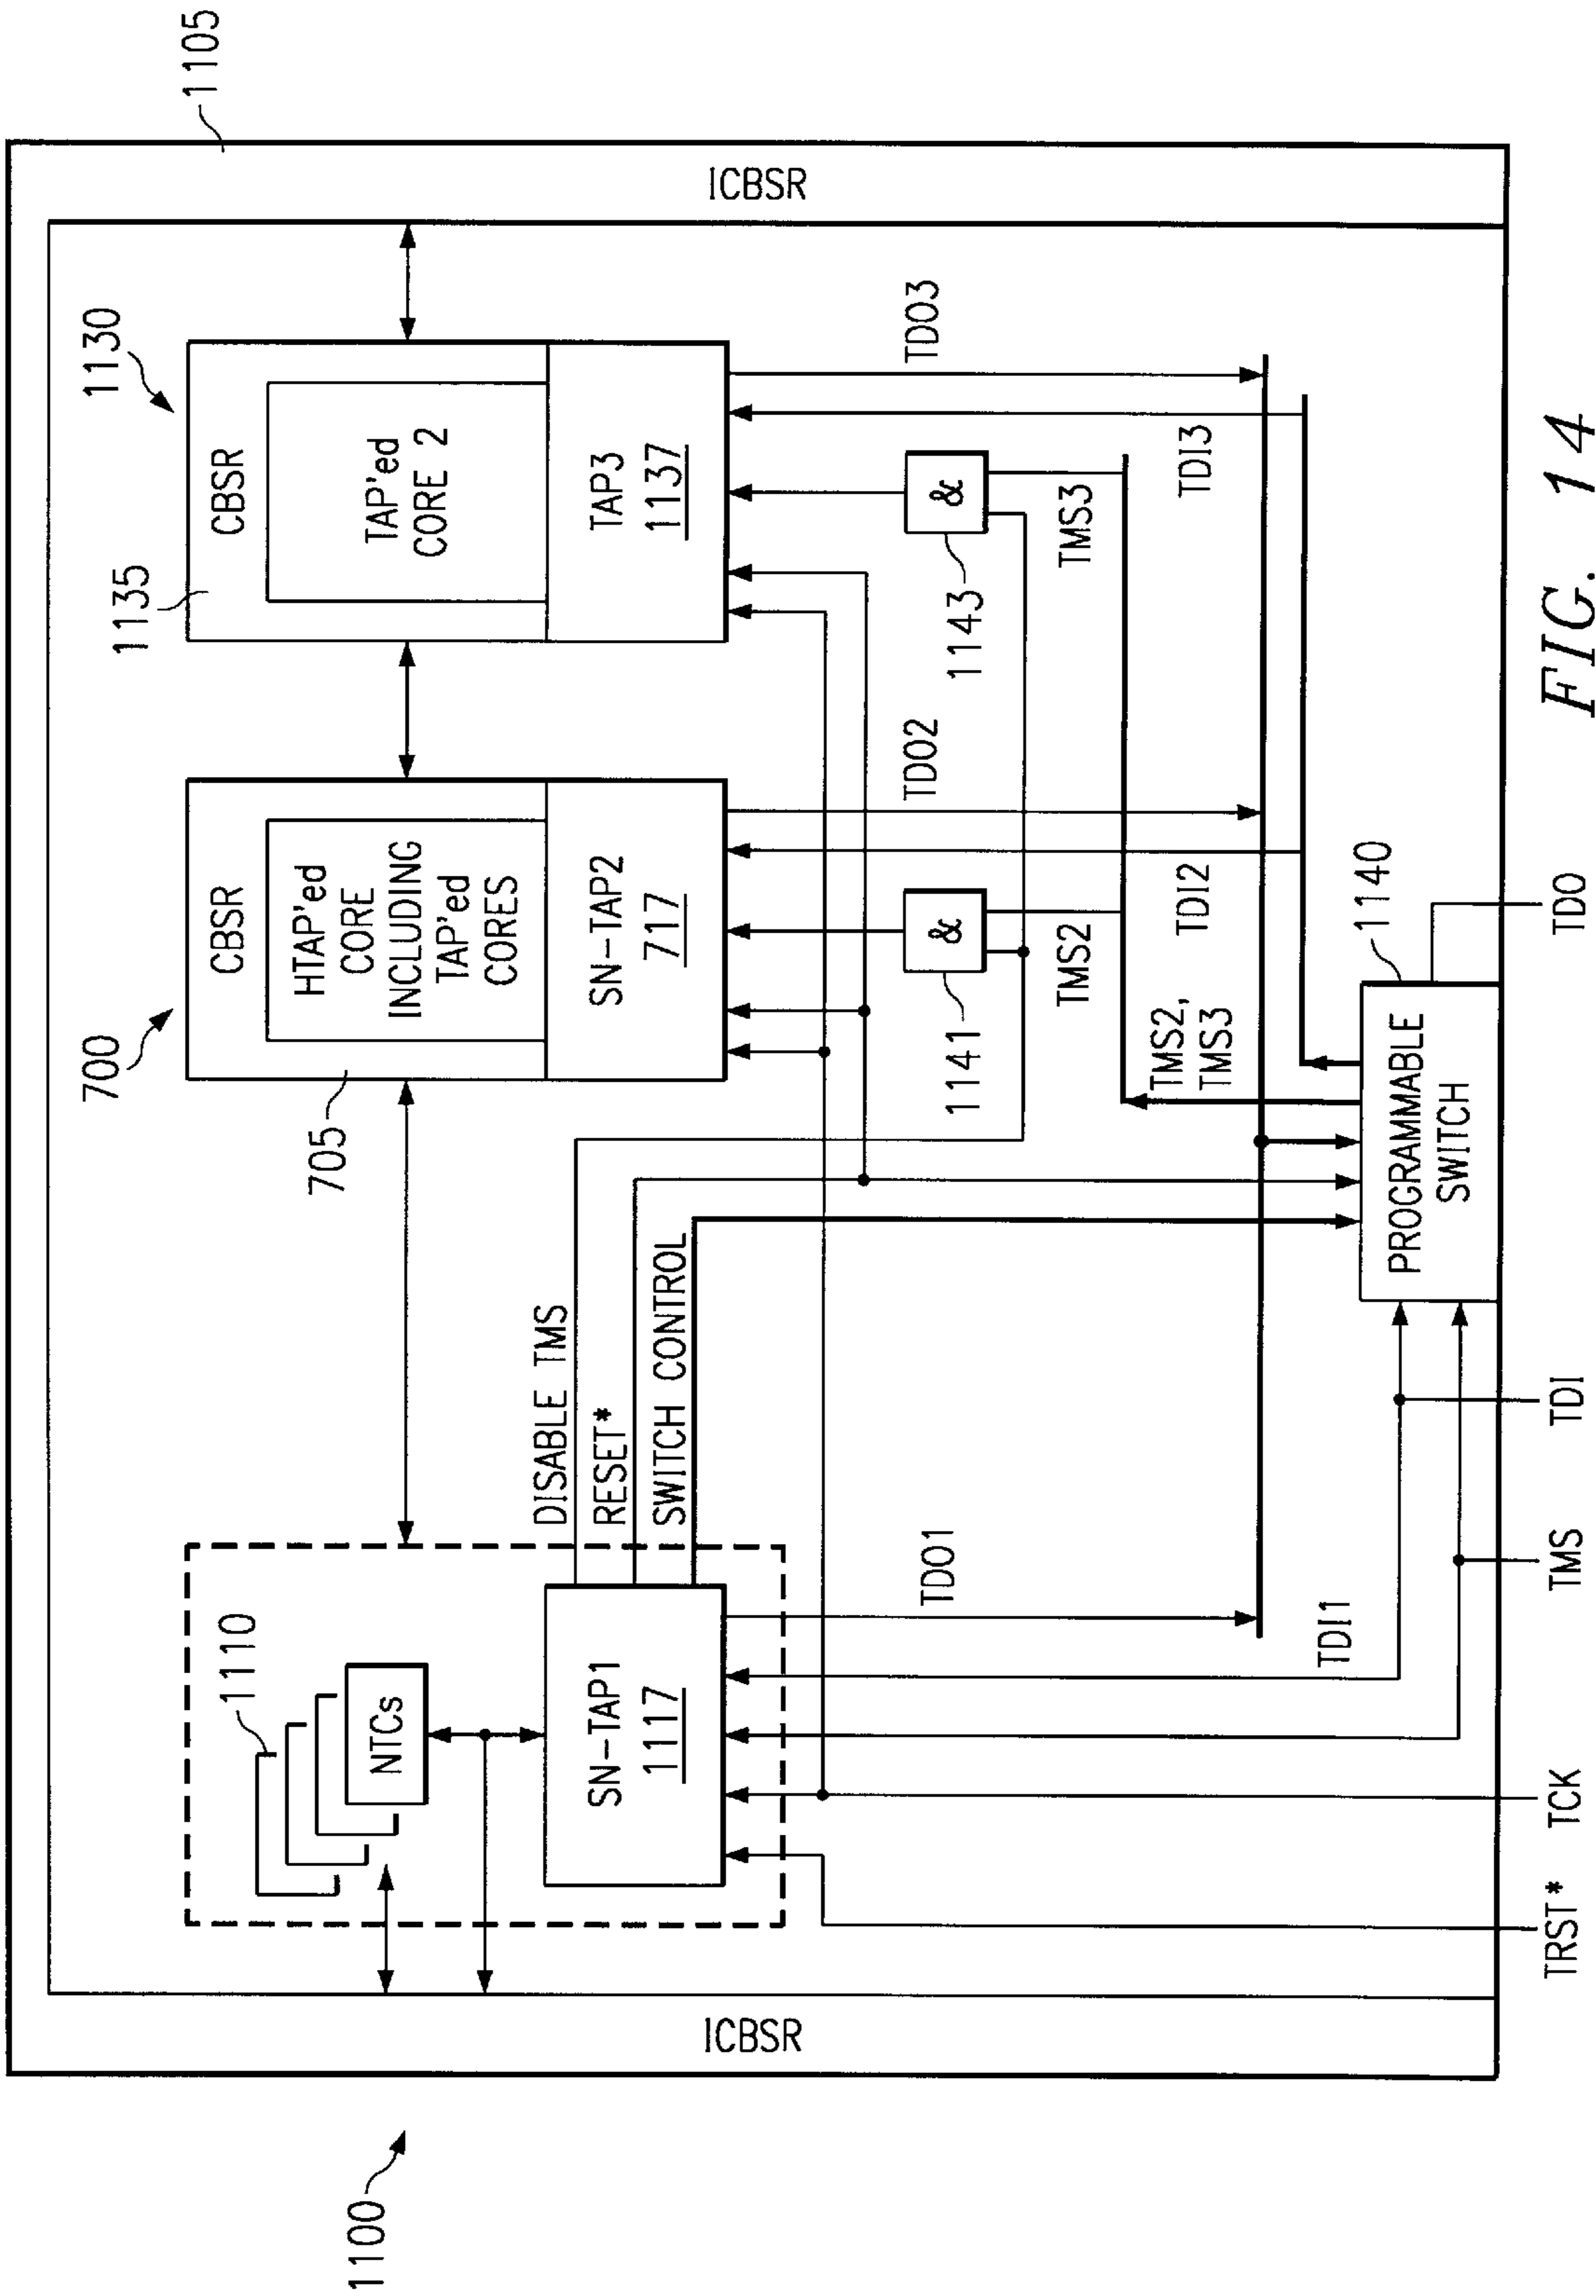 1100
ICBSR
1105
ICBSR
1110
NTCs
SN-TAP1
1117
DISABLE TMS
RESET*
SWITCH CONTROL
700
705
CBSR
HTAP'ed
CORE
INCLUDING
TAP'ed
CORES
SN-TAP2
717
1130
1135
CBSR
TAP'ed
CORE 2
TAP3
1137
TDO1
TDO2
TDO3
&
1141
&
1143
TMS2
TMS3
TMS2,
TMS3
TDI1
TDI2
TDI3
PROGRAMMABLE
SWITCH
1140
TRST*
TCK
TMS
TDI
TDO
FIG. 14